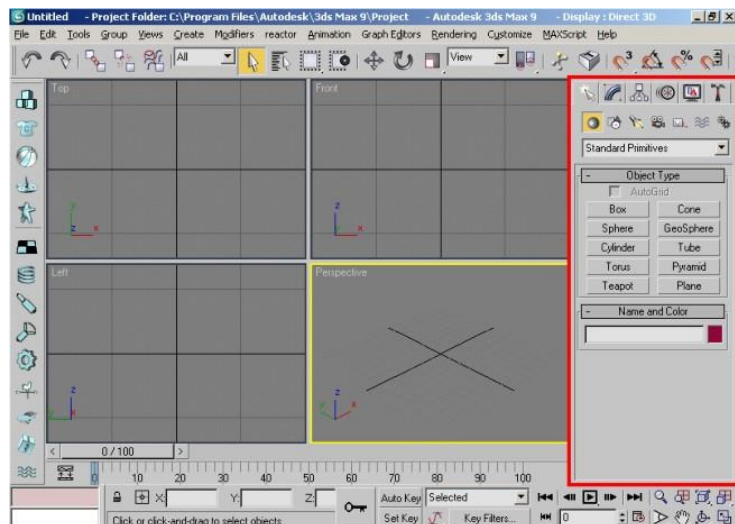 Untitled - Project Folder: C:\Program Files\Autodesk\3ds Max 9\Project - Autodesk 3ds Max 9 - Display : Direct 3D
File Edit Tools Group Views Create Modifiers reactor Animation Graph Editors Rendering Customize MAXScript Help
All View
Top Front
y z
z x x
Standard Primitives
- Object Type
AutoGrid
Box Cone
Sphere GeoSphere
Cylinder Tube
Torus Pyramid
Teapot Plane
- Name and Color
Left Perspective
z z
y x y x
< 0 / 100 >
0 10 20 30 40 50 60 70 80 90 100
X: Y: Z: Auto Key Selected
Click or click-and-drag to select objects Set Key Key Filters... 0